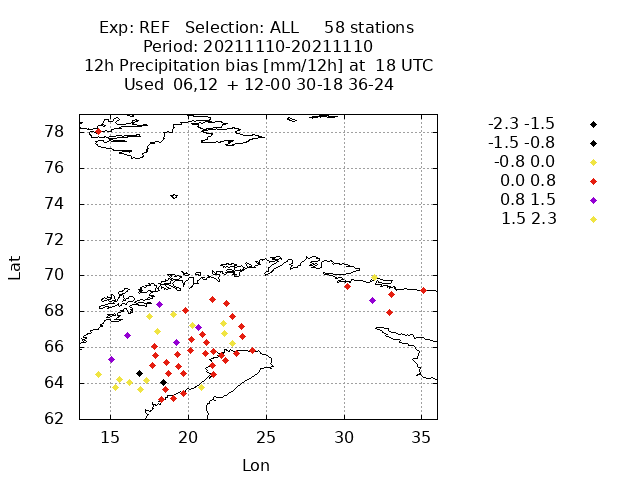 Exp: REF   Selection: ALL     58 stations
Period: 20211110-20211110
12h Precipitation bias [mm/12h] at  18 UTC
Used  06,12  + 12-00 30-18 36-24
-2.3 -1.5
-1.5 -0.8
-0.8 0.0
0.0 0.8
0.8 1.5
1.5 2.3
78
76
74
72
70
68
66
64
62
Lat
15 20 25 30 35
Lon